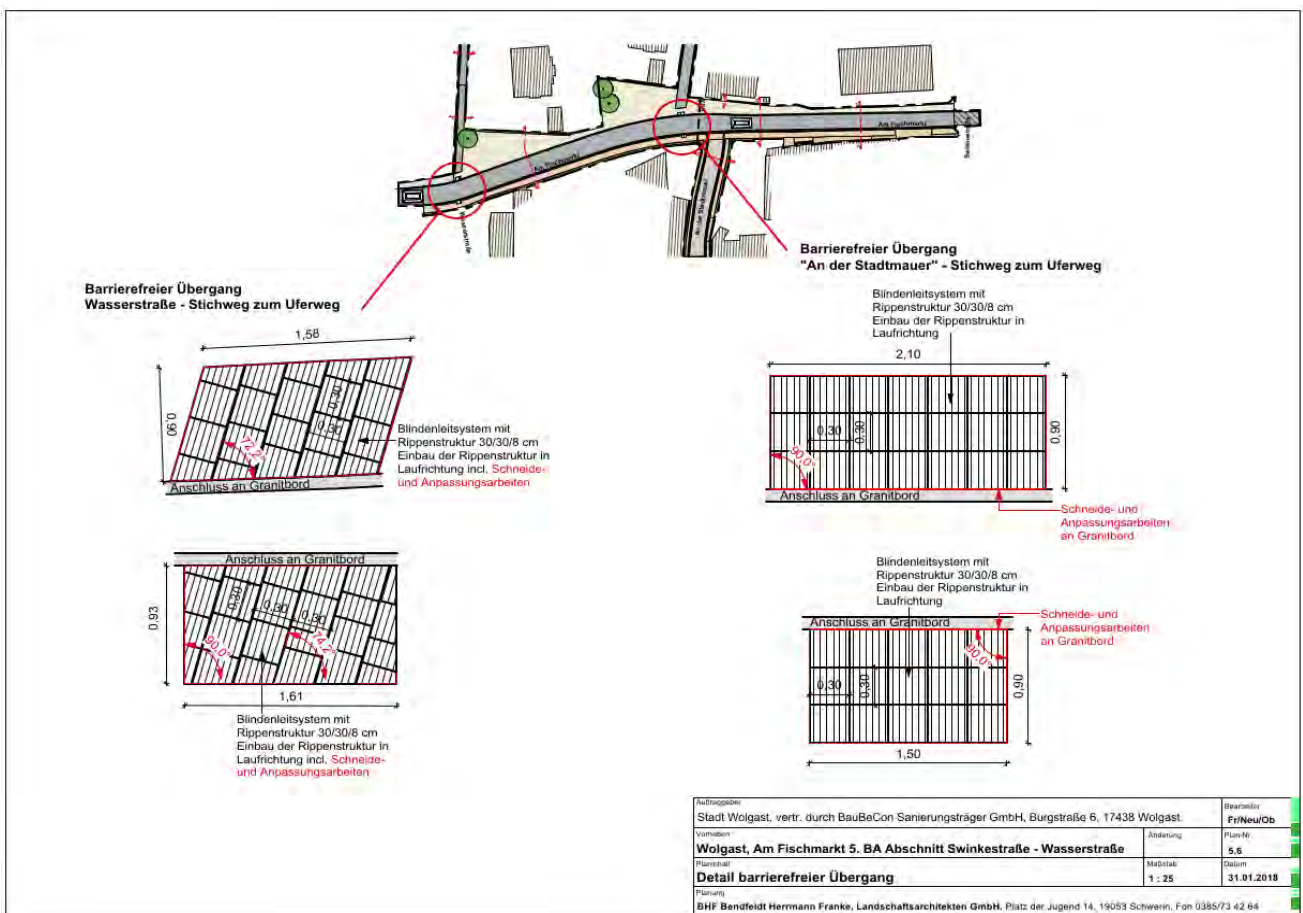 Am Fischmarkt
Am Fischmarkt
An der Stadtmauer
Wasserstraße
Barrierefreier Übergang
"An der Stadtmauer" - Stichweg zum Uferweg
Barrierefreier Übergang
Wasserstraße - Stichweg zum Uferweg
1,58
0,90
0,30
0,30
72,2°
Anschluss an Granitbord
Blindenleitsystem mit
Rippenstruktur 30/30/8 cm
Einbau der Rippenstruktur in
Laufrichtung incl. Schneide-
und Anpassungsarbeiten
Blindenleitsystem mit
Rippenstruktur 30/30/8 cm
Einbau der Rippenstruktur in
Laufrichtung
2,10
0,30
0,30
0,90
90,0°
Anschluss an Granitbord
Schneide- und
Anpassungsarbeiten
an Granitbord
Anschluss an Granitbord
0,93
0,30
0,30
0,30
90,0°
74,2°
1,61
Blindenleitsystem mit
Rippenstruktur 30/30/8 cm
Einbau der Rippenstruktur in
Laufrichtung incl. Schneide-
und Anpassungsarbeiten
Blindenleitsystem mit
Rippenstruktur 30/30/8 cm
Einbau der Rippenstruktur in
Laufrichtung
Anschluss an Granitbord
Schneide- und
Anpassungsarbeiten
an Granitbord
90,0°
0,30
0,30
0,90
1,50
Auftraggeber
Stadt Wolgast, vertr. durch BauBeCon Sanierungsträger GmbH, Burgstraße 6, 17438 Wolgast
Bearbeiter
Fr/Neu/Ob
Vorhaben
Wolgast, Am Fischmarkt 5. BA Abschnitt Swinkestraße - Wasserstraße
Änderung
Plan-Nr.
5.6
Planinhalt
Detail barrierefreier Übergang
Maßstab
1 : 25
Datum
31.01.2018
Planung
BHF Bendfeldt Herrmann Franke, Landschaftsarchitekten GmbH, Platz der Jugend 14, 19053 Schwerin, Fon 0385/73 42 64